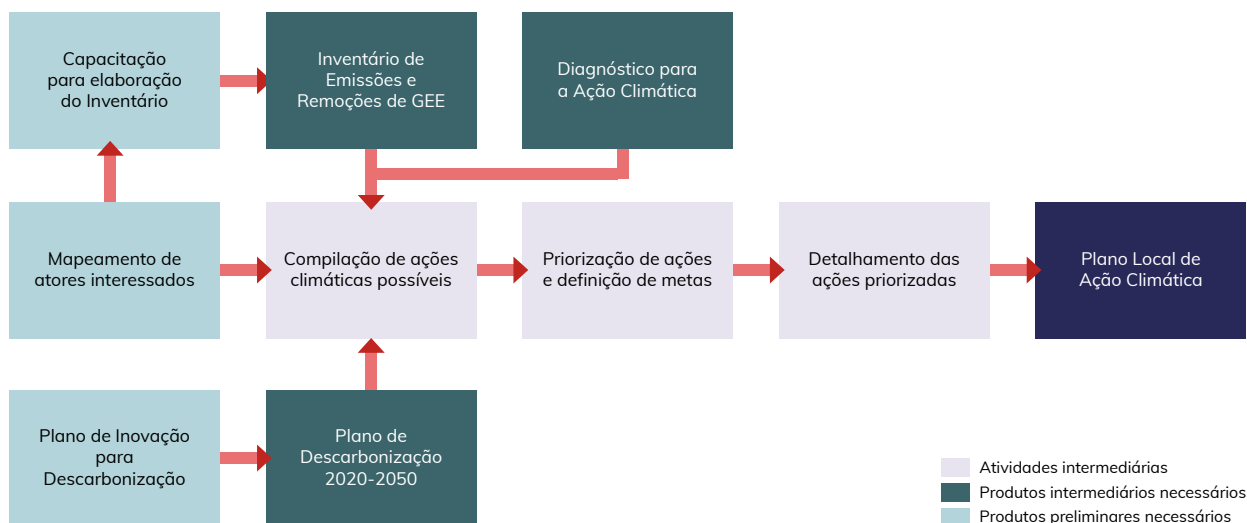 Capacitação
para elaboração
do Inventário
Inventário de
Emissões e
Remoções de GEE
Diagnóstico para
a Ação Climática
Mapeamento de
atores interessados
Compilação de ações
climáticas possíveis
Priorização de ações
e definição de metas
Detalhamento das
ações priorizadas
Plano Local de
Ação Climática
Plano de Inovação
para
Descarbonização
Plano de
Descarbonização
2020-2050
Atividades intermediárias
Produtos intermediários necessários
Produtos preliminares necessários